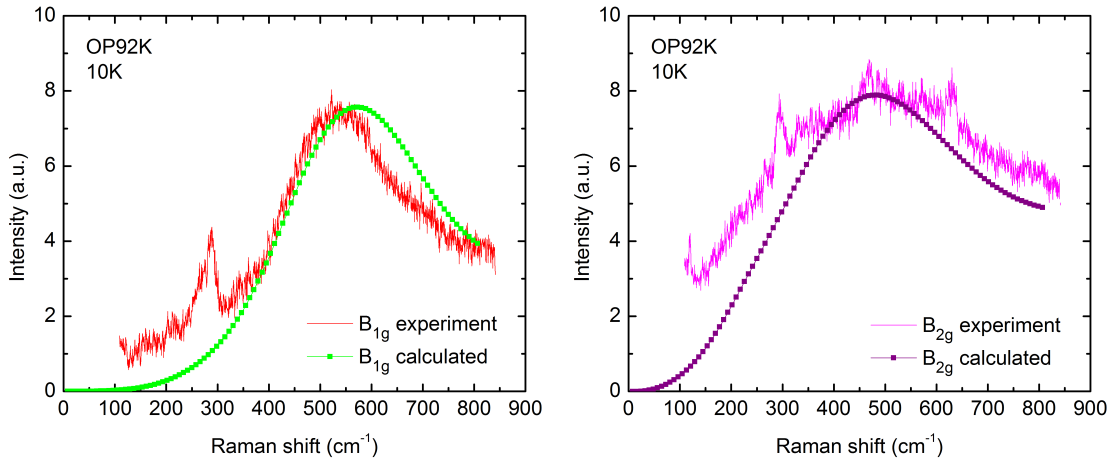 10
OP92K
10K
8
6
4
2
0
Intensity (a.u.)
B1g experiment
B1g calculated
0 100 200 300 400 500 600 700 800 900
Raman shift (cm-1)
10
OP92K
10K
8
6
4
2
0
Intensity (a.u.)
B2g experiment
B2g calculated
0 100 200 300 400 500 600 700 800 900
Raman shift (cm-1)